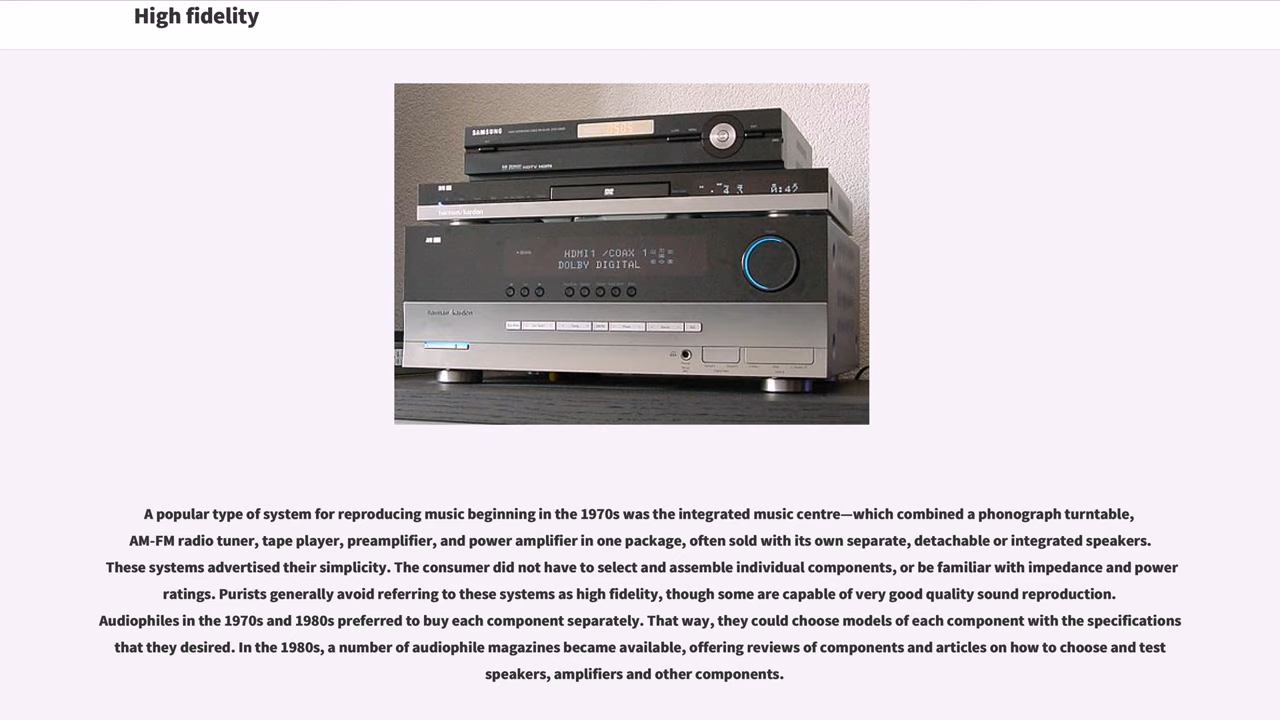 High fidelity
SAMSUNG
HDTV HDMI
harman/kardon
HDMI1 /COAX 1
DOLBY DIGITAL
harman/kardon
A popular type of system for reproducing music beginning in the 1970s was the integrated music centre—which combined a phonograph turntable,
AM-FM radio tuner, tape player, preamplifier, and power amplifier in one package, often sold with its own separate, detachable or integrated speakers.
These systems advertised their simplicity. The consumer did not have to select and assemble individual components, or be familiar with impedance and power
ratings. Purists generally avoid referring to these systems as high fidelity, though some are capable of very good quality sound reproduction.
Audiophiles in the 1970s and 1980s preferred to buy each component separately. That way, they could choose models of each component with the specifications
that they desired. In the 1980s, a number of audiophile magazines became available, offering reviews of components and articles on how to choose and test
speakers, amplifiers and other components.